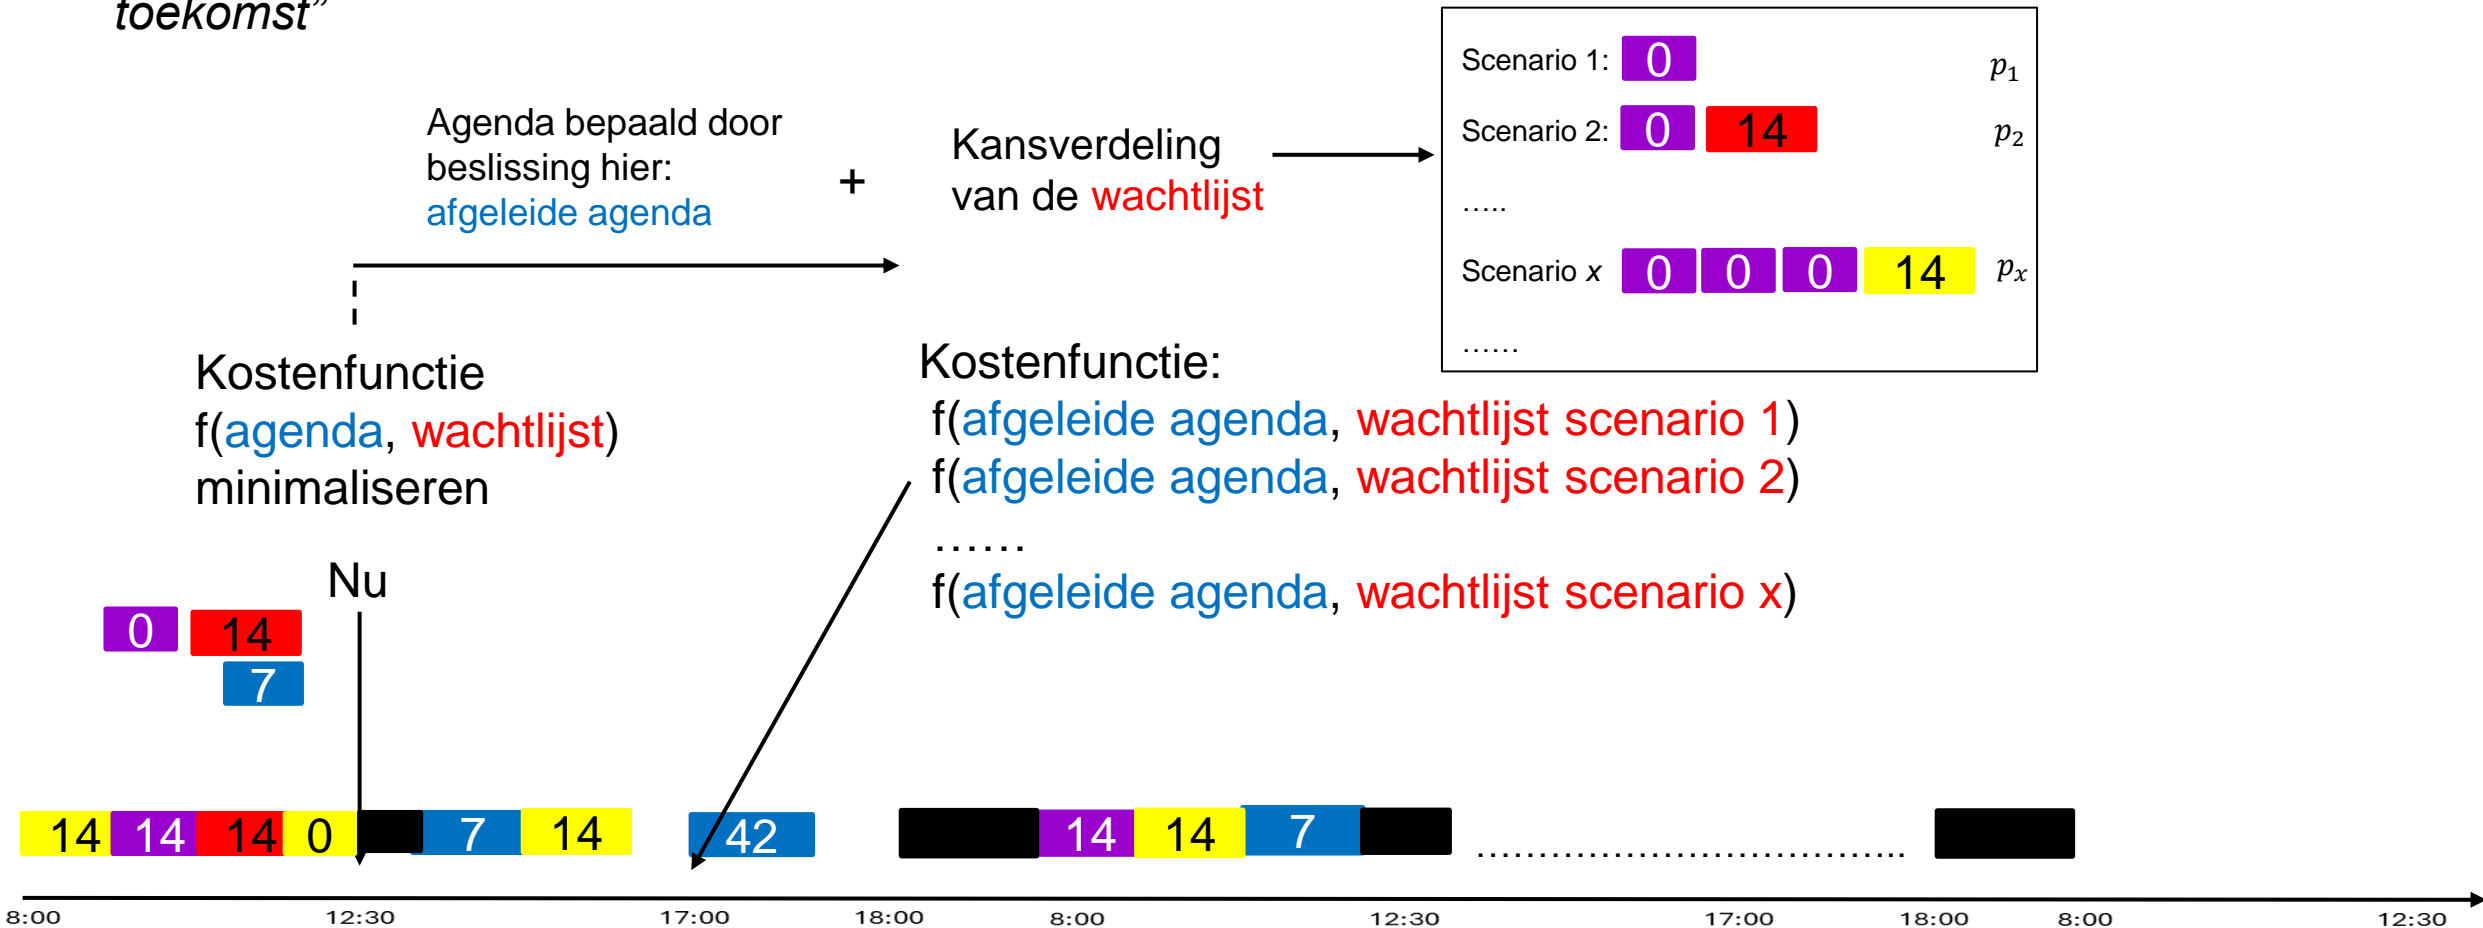 toekomst”
Scenario 1: 0 p₁
Scenario 2: 0 14 p₂
…..
Scenario x 0 0 0 14 pₓ
……
Agenda bepaald door
beslissing hier:
afgeleide agenda
+
Kansverdeling
van de wachtlijst
Kostenfunctie
f(agenda, wachtlijst)
minimaliseren
Kostenfunctie:
f(afgeleide agenda, wachtlijst scenario 1)
f(afgeleide agenda, wachtlijst scenario 2)
……
f(afgeleide agenda, wachtlijst scenario x)
Nu
0 14
7
14 14 14 0 7 14 42 14 14 7 ……………………………..
8:00 12:30 17:00 18:00 8:00 12:30 17:00 18:00 8:00 12:30